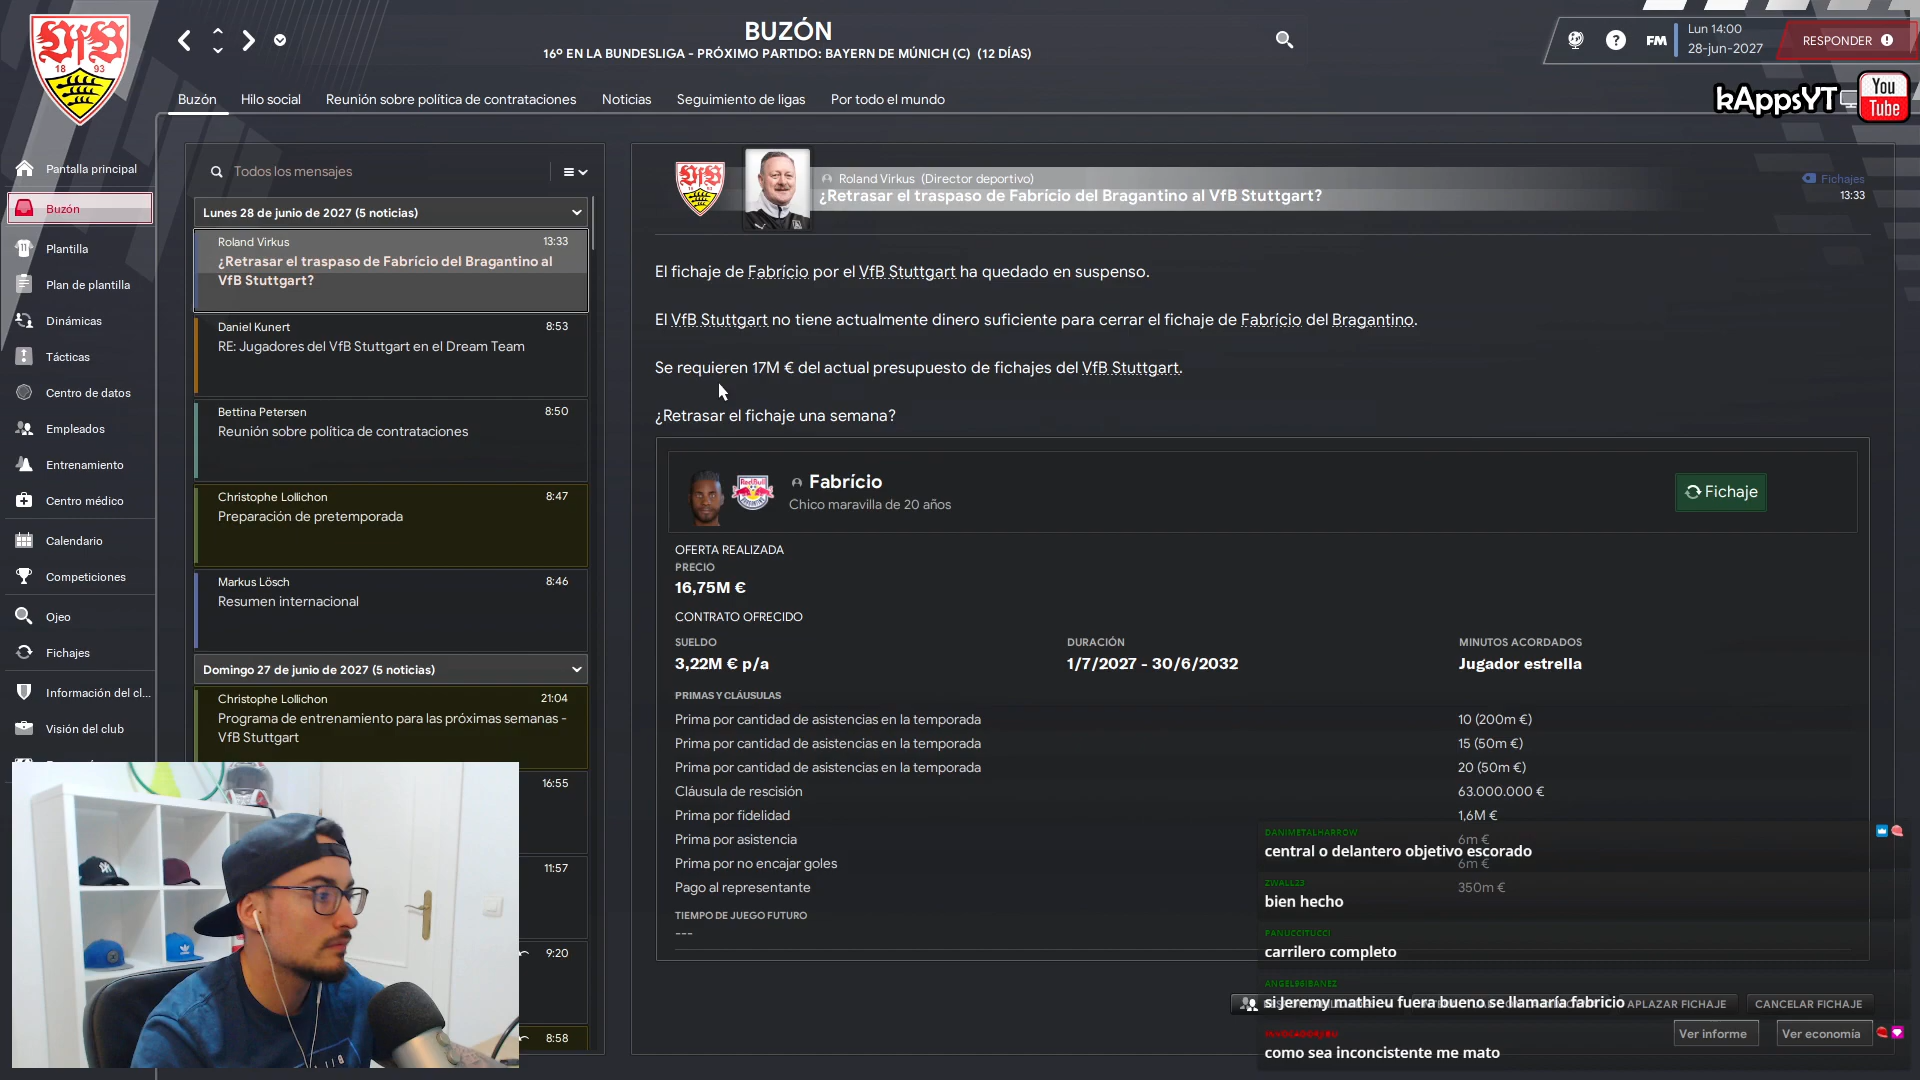 BUZÓN
16º EN LA BUNDESLIGA - PRÓXIMO PARTIDO: BAYERN DE MÚNICH (C) (12 DÍAS)
FM
Lun 14:00
28-jun-2027
RESPONDER
Buzón
Hilo social
Reunión sobre política de contrataciones
Noticias
Seguimiento de ligas
Por todo el mundo
kAppsYT
You
Tube
VfB
18 93
Pantalla principal
Buzón
Plantilla
Plan de plantilla
Dinámicas
Tácticas
Centro de datos
Empleados
Entrenamiento
Centro médico
Calendario
Competiciones
Ojeo
Fichajes
Información del cl...
Visión del club
Todos los mensajes
Lunes 28 de junio de 2027 (5 noticias)
Roland Virkus 13:33
¿Retrasar el traspaso de Fabrício del Bragantino al
VfB Stuttgart?
Daniel Kunert 8:53
RE: Jugadores del VfB Stuttgart en el Dream Team
Bettina Petersen 8:50
Reunión sobre política de contrataciones
Christophe Lollichon 8:47
Preparación de pretemporada
Markus Lösch 8:46
Resumen internacional
Domingo 27 de junio de 2027 (5 noticias)
Christophe Lollichon 21:04
Programa de entrenamiento para las próximas semanas -
VfB Stuttgart
16:55
11:57
9:20
8:58
Roland Virkus (Director deportivo)
¿Retrasar el traspaso de Fabrício del Bragantino al VfB Stuttgart?
Fichajes
13:33
El fichaje de Fabrício por el VfB Stuttgart ha quedado en suspenso.
El VfB Stuttgart no tiene actualmente dinero suficiente para cerrar el fichaje de Fabrício del Bragantino.
Se requieren 17M € del actual presupuesto de fichajes del VfB Stuttgart.
¿Retrasar el fichaje una semana?
Fabrício
Chico maravilla de 20 años
Fichaje
OFERTA REALIZADA
PRECIO
16,75M €
CONTRATO OFRECIDO
SUELDO
3,22M € p/a
DURACIÓN
1/7/2027 - 30/6/2032
MINUTOS ACORDADOS
Jugador estrella
PRIMAS Y CLÁUSULAS
Prima por cantidad de asistencias en la temporada 10 (200m €)
Prima por cantidad de asistencias en la temporada 15 (50m €)
Prima por cantidad de asistencias en la temporada 20 (50m €)
Cláusula de rescisión 63.000.000 €
Prima por fidelidad 1,6M €
Prima por asistencia 6m €
Prima por no encajar goles 6m €
Pago al representante 350m €
TIEMPO DE JUEGO FUTURO
---
DANIMETALHARROW
central o delantero objetivo escorado
ZWALL23
bien hecho
PANUCCITUCCI
carrilero completo
ANGEL96IBANEZ
si jeremy mathieu fuera bueno se llamaria fabricio
como sea inconcistente me mato
APLAZAR FICHAJE
CANCELAR FICHAJE
Ver informe
Ver economía